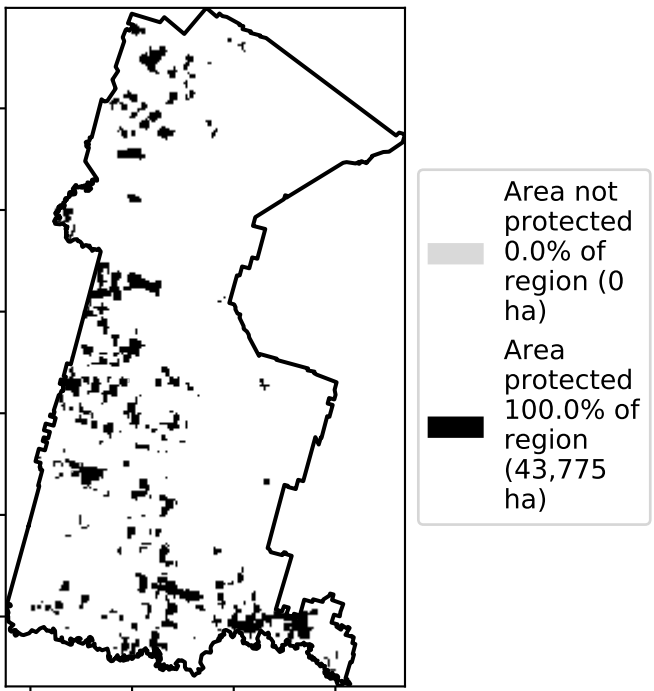 Area not
protected
0.0% of
region (0
ha)
Area
protected
100.0% of
region
(43,775
ha)